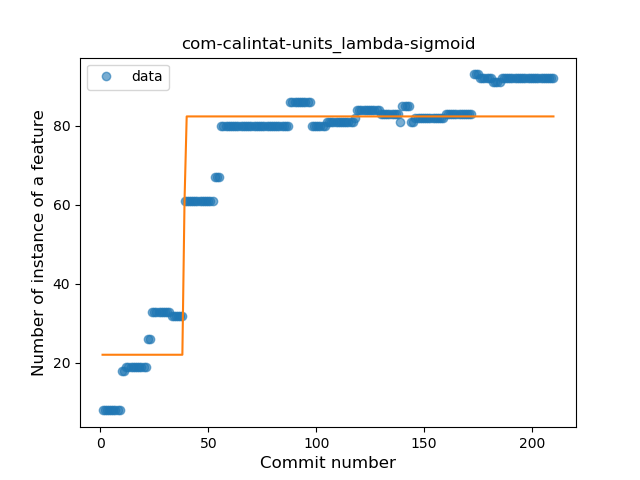 com-calintat-units_lambda-sigmoid
data
Number of instance of a feature
80
60
40
20
0
50
100
150
200
Commit number